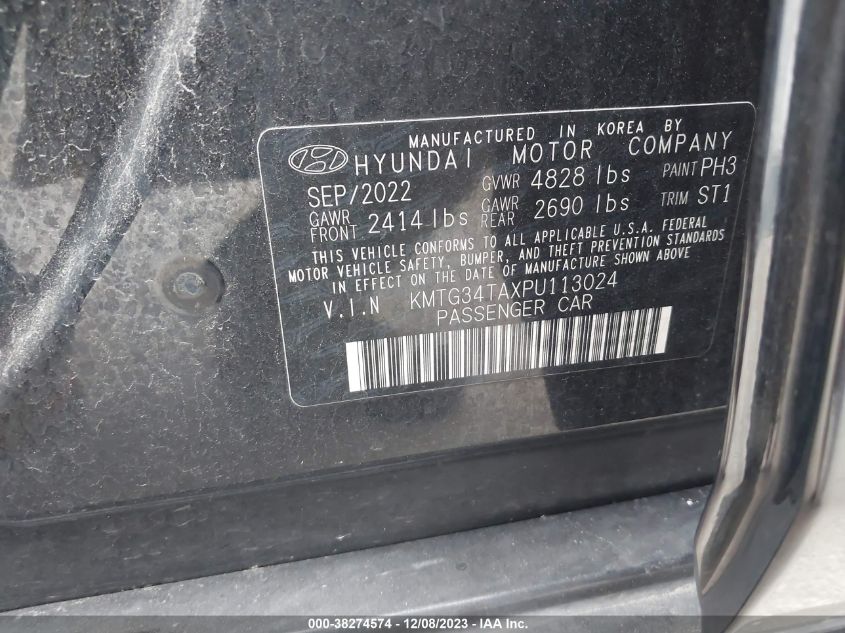 MANUFACTURED IN KOREA BY
HYUNDAI MOTOR COMPANY
SEP/2022 GVWR 4828 lbs PAINT PH3
GAWR FRONT 2414 lbs GAWR REAR 2690 lbs TRIM ST1
THIS VEHICLE CONFORMS TO ALL APPLICABLE U.S.A. FEDERAL
MOTOR VEHICLE SAFETY, BUMPER, AND THEFT PREVENTION STANDARDS
IN EFFECT ON THE DATE OF MANUFACTURE SHOWN ABOVE
V.I.N KMTG34TAXPU113024
PASSENGER CAR
000-38274574 - 12/08/2023 - IAA Inc.